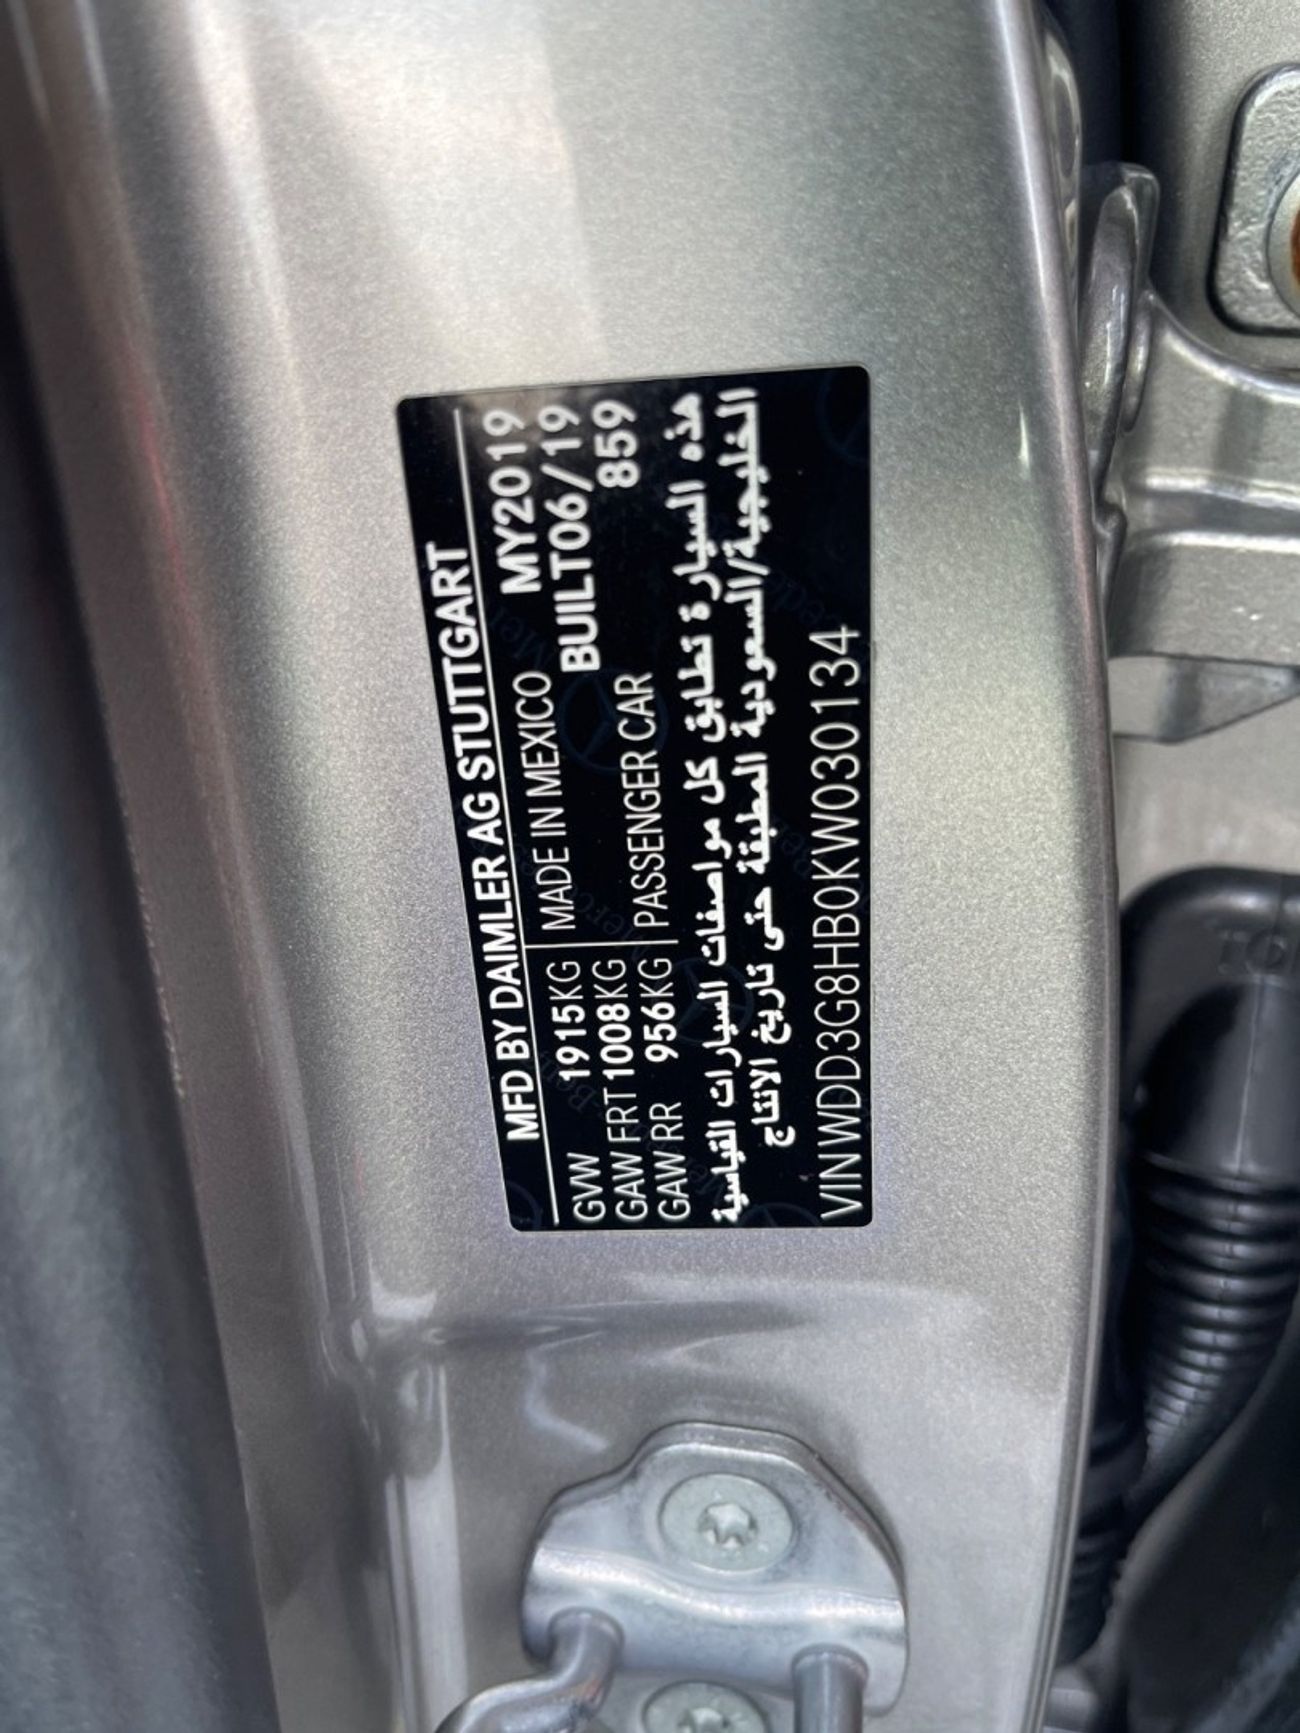 MFD BY DAIMLER AG STUTTGART
GVW 1915KG MADE IN MEXICO MY2019
GAW FRT 1008KG BUILT06/19
GAW RR 956KG PASSENGER CAR 859
هذه السيارة تطابق كل مواصفات السيارات القياسية
الخليجية/السعودية المطبقة حتى تاريخ الانتاج
VIN WDD3G8HB0KW030134